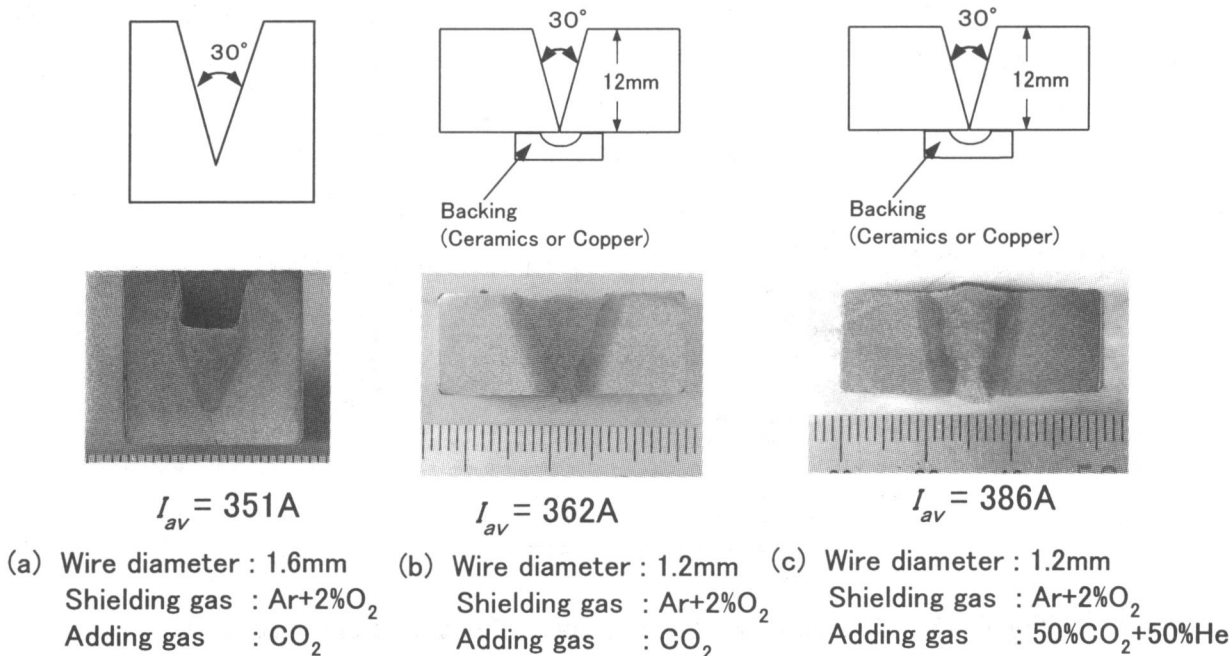 30°
30°
12mm
30°
12mm
Backing
(Ceramics or Copper)
Backing
(Ceramics or Copper)
I_av = 351A
I_av = 362A
I_av = 386A
(a) Wire diameter : 1.6mm
Shielding gas : Ar+2%O₂
Adding gas : CO₂
(b) Wire diameter : 1.2mm
Shielding gas : Ar+2%O₂
Adding gas : CO₂
(c) Wire diameter : 1.2mm
Shielding gas : Ar+2%O₂
Adding gas : 50%CO₂+50%He